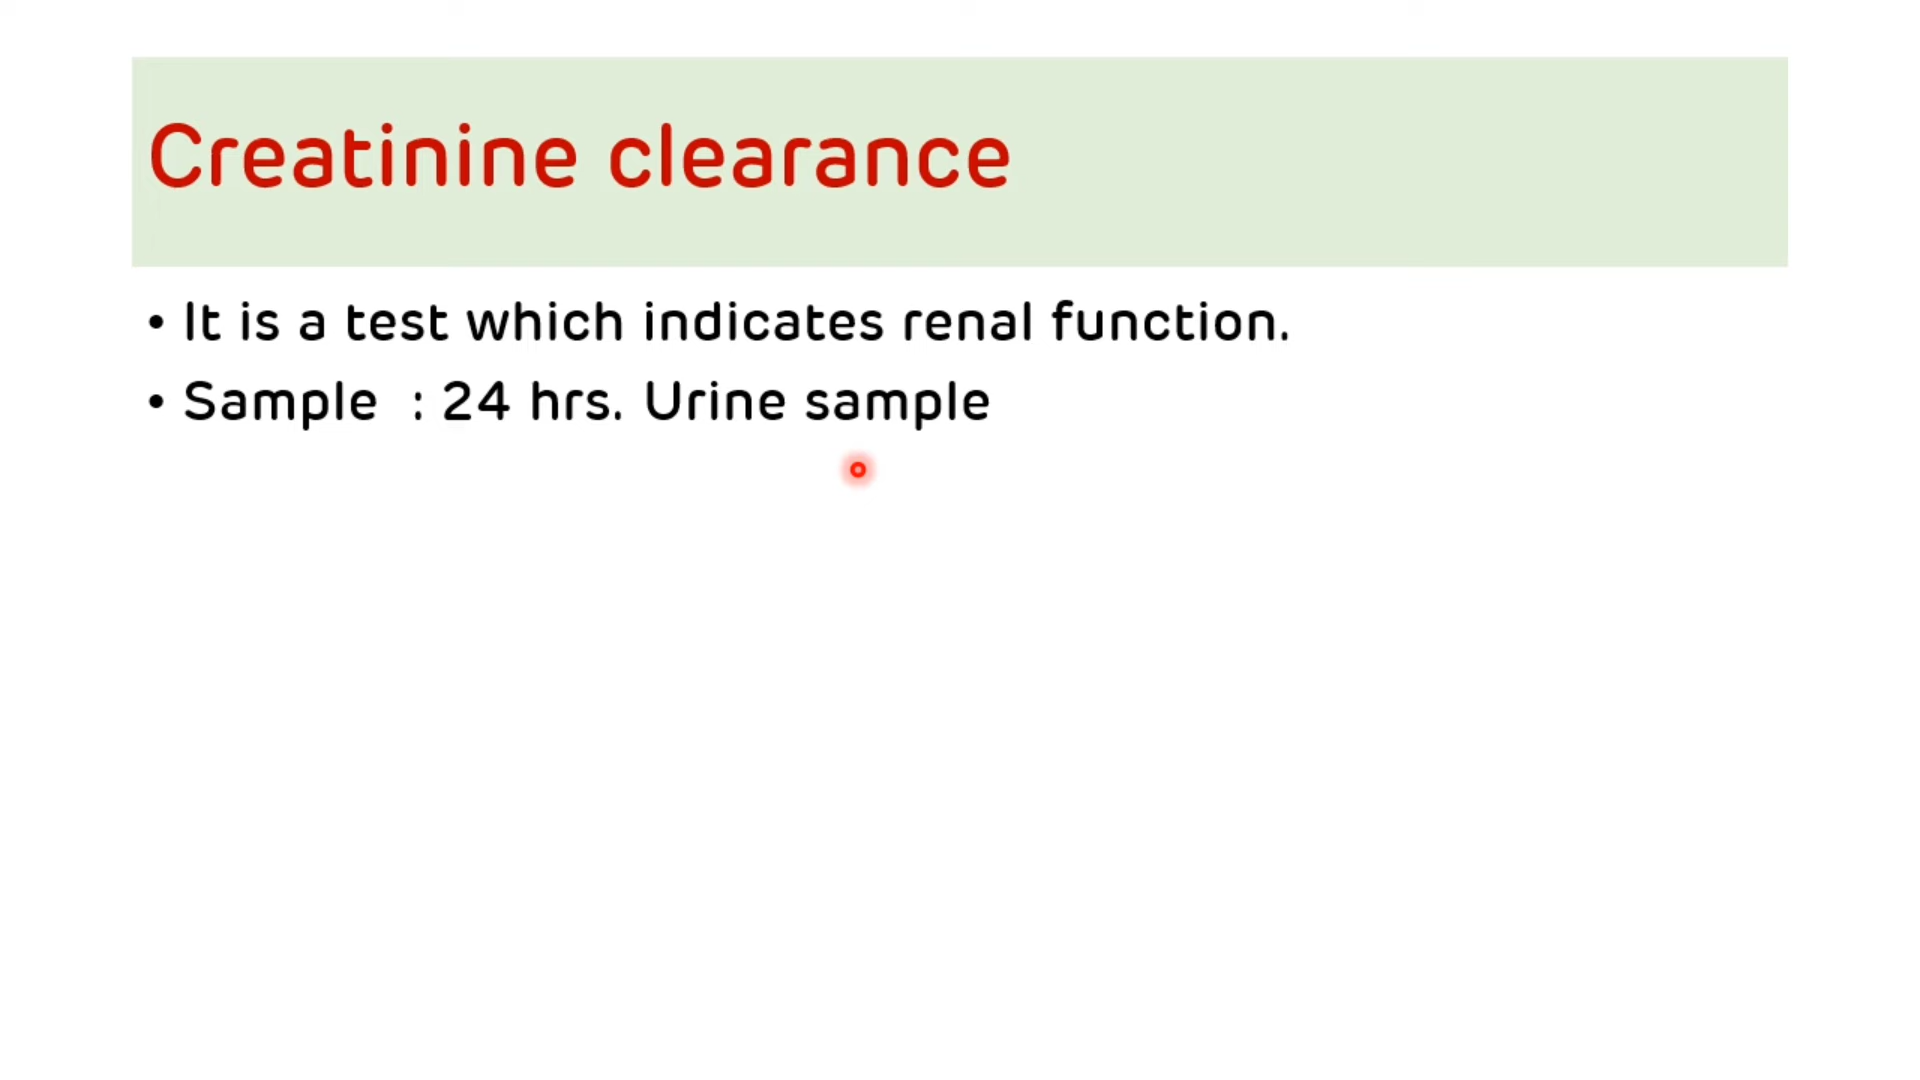 Creatinine clearance
• It is a test which indicates renal function.
• Sample : 24 hrs. Urine sample